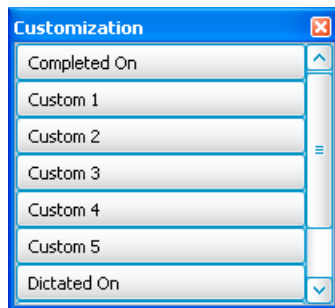 Customization
Completed On
Custom 1
Custom 2
Custom 3
Custom 4
Custom 5
Dictated On